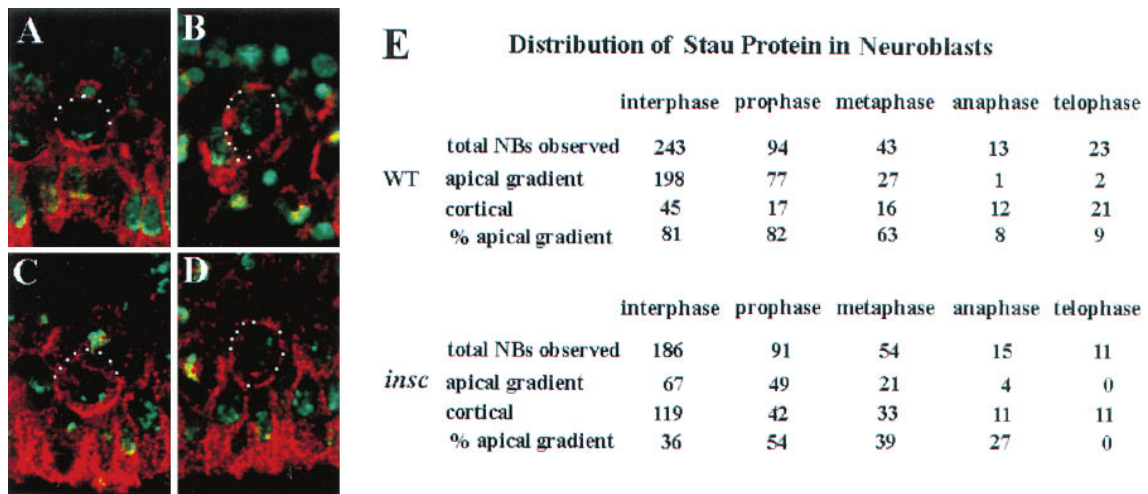 A
B
C
D
E Distribution of Stau Protein in Neuroblasts
interphase prophase metaphase anaphase telophase
total NBs observed 243 94 43 13 23
WT
apical gradient 198 77 27 1 2
cortical 45 17 16 12 21
% apical gradient 81 82 63 8 9
interphase prophase metaphase anaphase telophase
total NBs observed 186 91 54 15 11
insc
apical gradient 67 49 21 4 0
cortical 119 42 33 11 11
% apical gradient 36 54 39 27 0